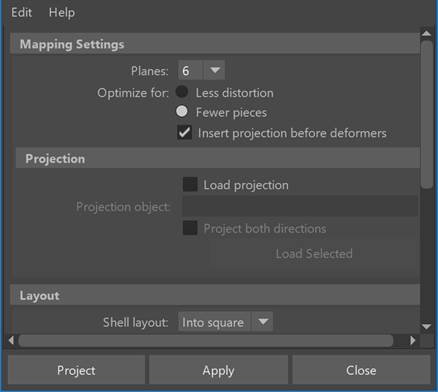 Edit Help
Mapping Settings
Planes: 6
Optimize for: Less distortion
Fewer pieces
Insert projection before deformers
Projection
Load projection
Projection object:
Project both directions
Load Selected
Layout
Shell layout: Into square
Project Apply Close